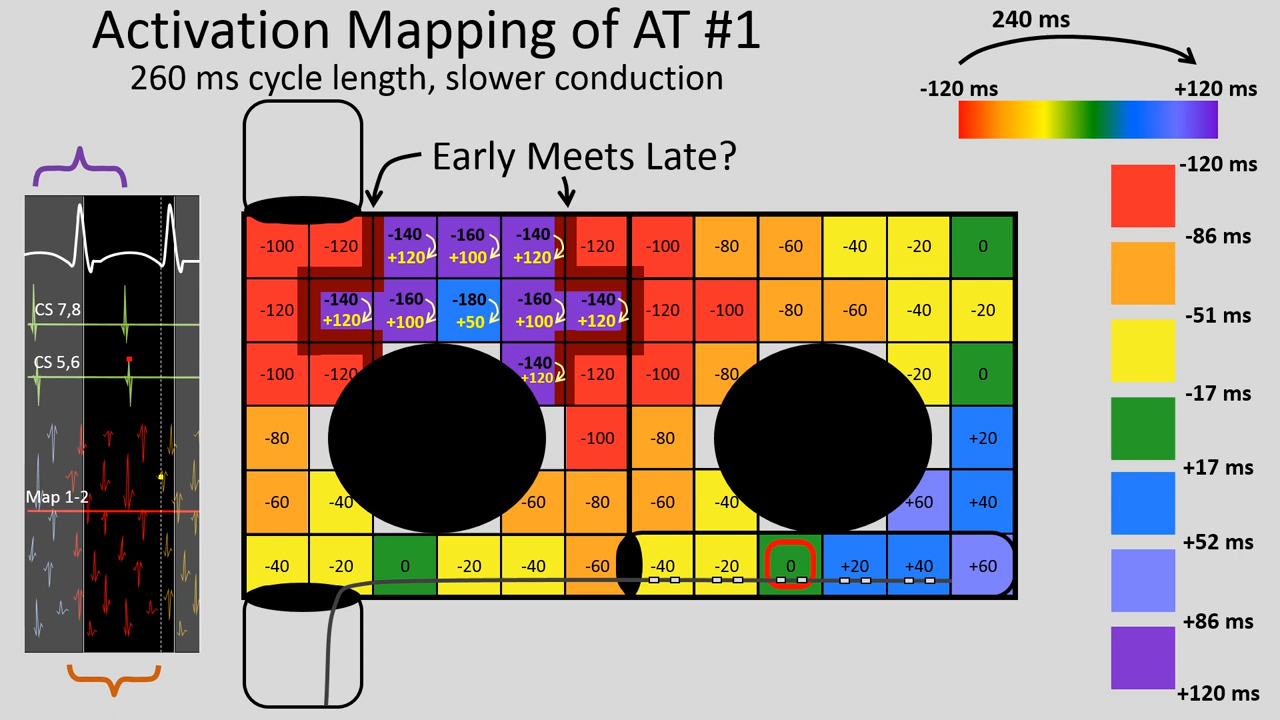 Activation Mapping of AT #1
260 ms cycle length, slower conduction
240 ms
-120 ms +120 ms
Early Meets Late?
-120 ms
-86 ms
-51 ms
-17 ms
+17 ms
+52 ms
+86 ms
+120 ms
CS 7,8
CS 5,6
Map 1-2
-100 -120 -140 -160 -140 -120 -100 -80 -60 -40 -20 0
+120 +100 +120
-120 -140 -160 -180 -160 -140 -120 -100 -80 -60 -40 -20
+120 +100 +50 +100 +120
-100 -120 -140 -120 -100 -80 -20 0
+120
-80 -100 -80 +20
-60 -40 -60 -80 -60 -40 +60 +40
-40 -20 0 -20 -40 -60 -40 -20 0 +20 +40 +60